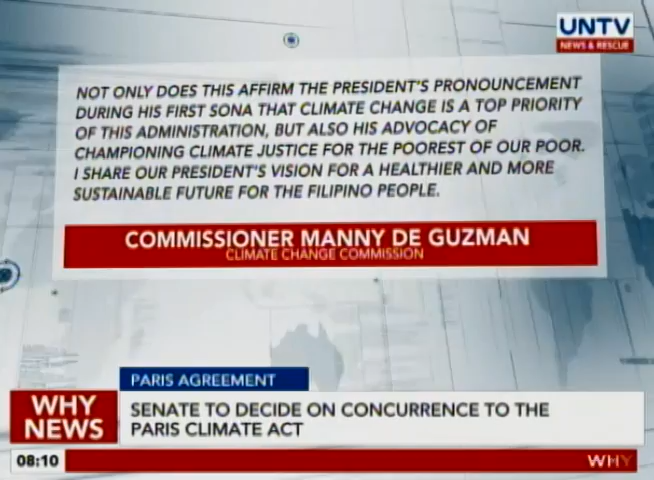 UNTV
NEWS & RESCUE
NOT ONLY DOES THIS AFFIRM THE PRESIDENT'S PRONOUNCEMENT
DURING HIS FIRST SONA THAT CLIMATE CHANGE IS A TOP PRIORITY
OF THIS ADMINISTRATION, BUT ALSO HIS ADVOCACY OF
CHAMPIONING CLIMATE JUSTICE FOR THE POOREST OF OUR POOR.
I SHARE OUR PRESIDENT'S VISION FOR A HEALTHIER AND MORE
SUSTAINABLE FUTURE FOR THE FILIPINO PEOPLE.
COMMISSIONER MANNY DE GUZMAN
CLIMATE CHANGE COMMISSION
PARIS AGREEMENT
WHY
NEWS
SENATE TO DECIDE ON CONCURRENCE TO THE
PARIS CLIMATE ACT
08:10
WHY